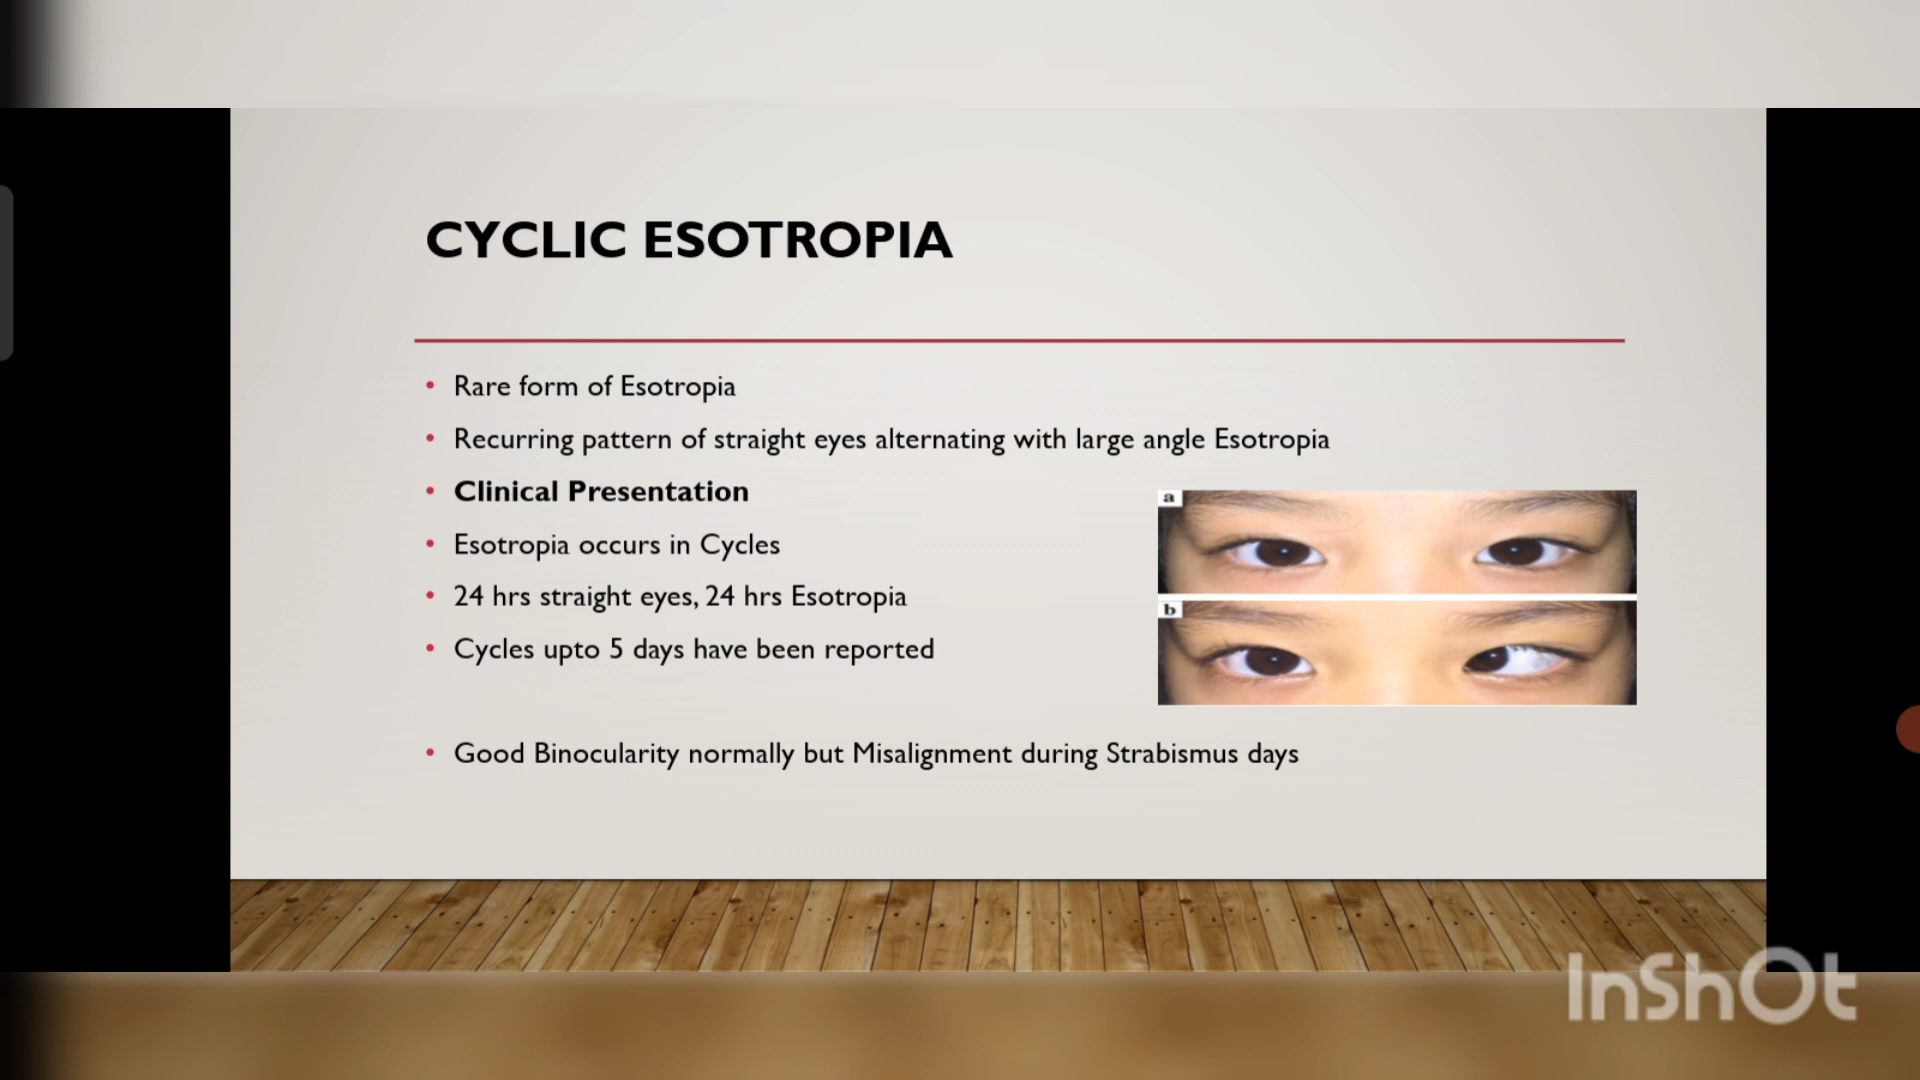 CYCLIC ESOTROPIA
• Rare form of Esotropia
• Recurring pattern of straight eyes alternating with large angle Esotropia
• Clinical Presentation
• Esotropia occurs in Cycles
• 24 hrs straight eyes, 24 hrs Esotropia
• Cycles upto 5 days have been reported
a
b
• Good Binocularity normally but Misalignment during Strabismus days
InShOt